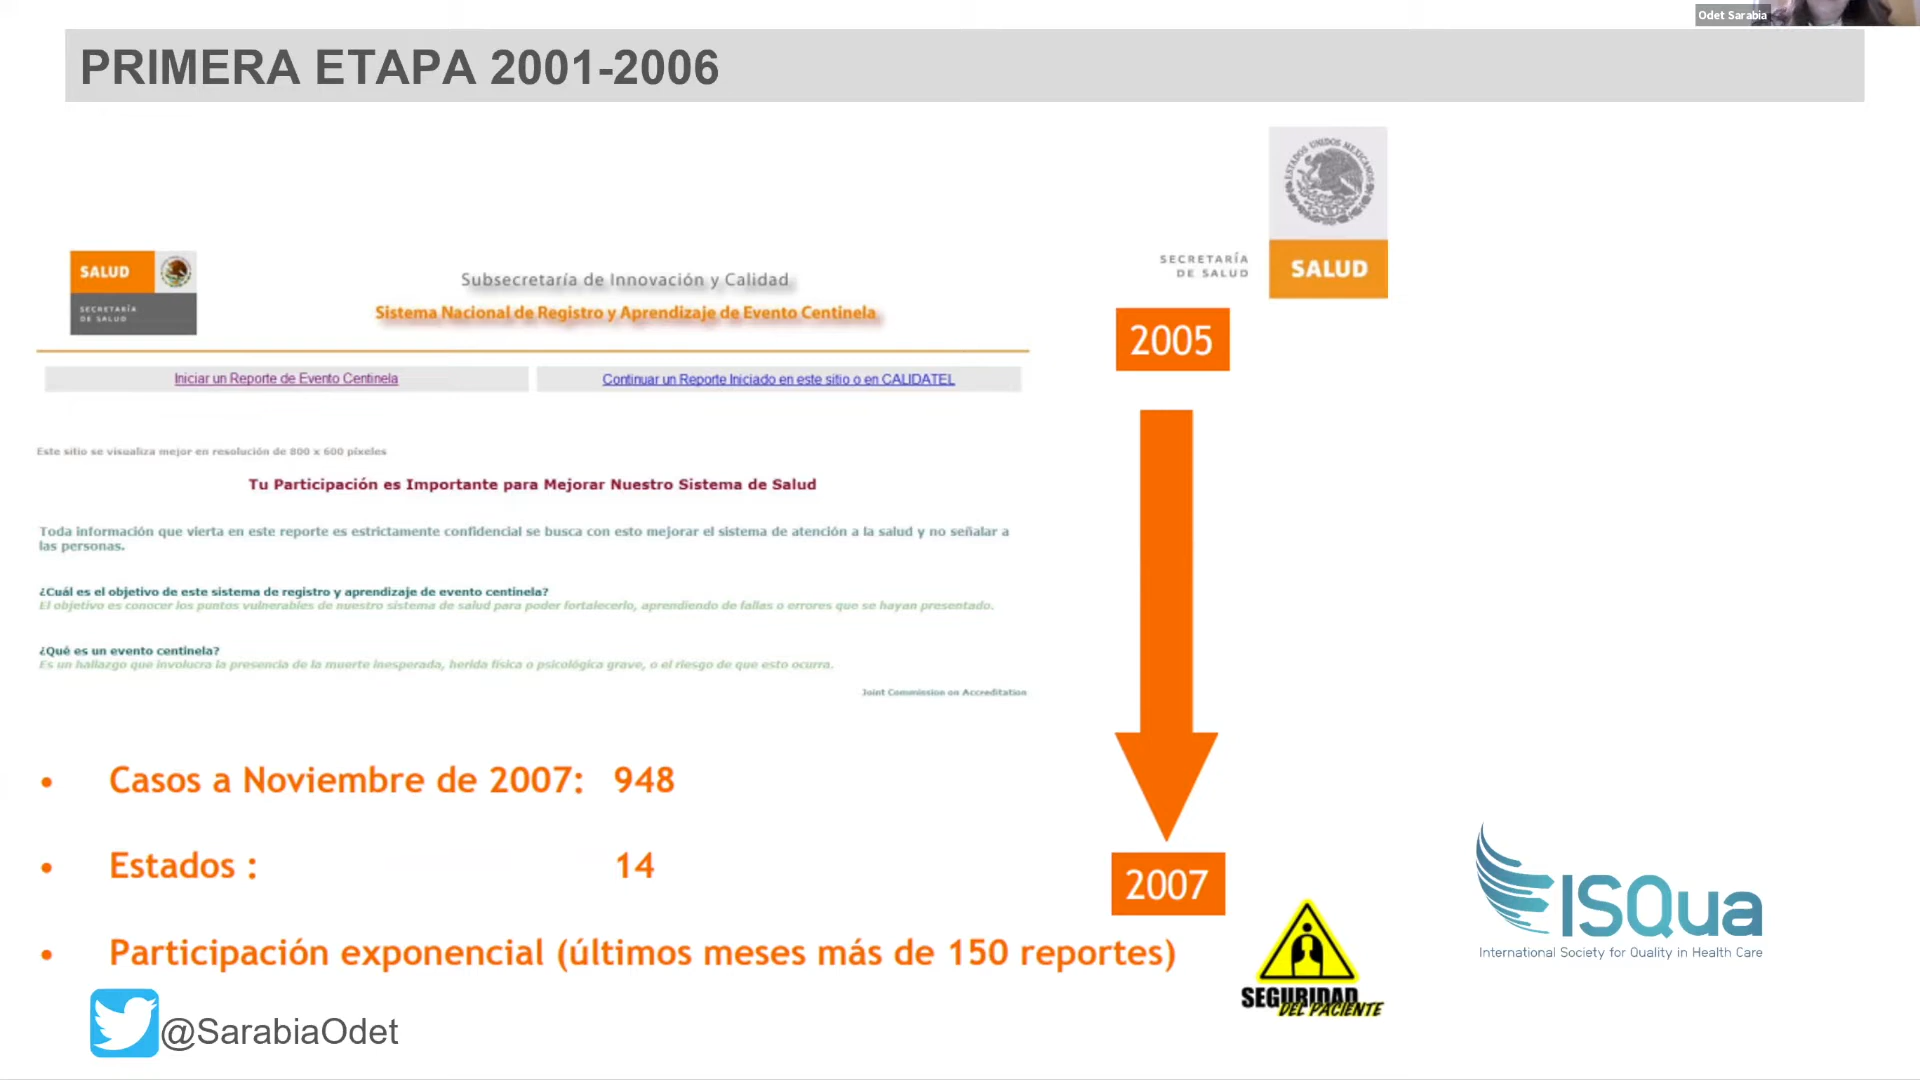 Odet Sarabia
PRIMERA ETAPA 2001-2006
ESTADOS UNIDOS MEXICANOS
SECRETARÍA
DE SALUD
SALUD
SALUD
SECRETARÍA
DE SALUD
Subsecretaría de Innovación y Calidad
Sistema Nacional de Registro y Aprendizaje de Evento Centinela
2005
Iniciar un Reporte de Evento Centinela
Continuar un Reporte Iniciado en este sitio o en CALIDATEL
Este sitio se visualiza mejor en resolución de 800 x 600 pixeles
Tu Participación es Importante para Mejorar Nuestro Sistema de Salud
Toda información que vierta en este reporte es estrictamente confidencial se busca con esto mejorar el sistema de atención a la salud y no señalar a
las personas.
¿Cuál es el objetivo de este sistema de registro y aprendizaje de evento centinela?
El objetivo es conocer los puntos vulnerables de nuestro sistema de salud para poder fortalecerlo, aprendiendo de fallas o errores que se hayan presentado.
¿Qué es un evento centinela?
Es un hallazgo que involucra la presencia de la muerte inesperada, herida física o psicológica grave, o el riesgo de que esto ocurra.
Joint Commission on Accreditation
• Casos a Noviembre de 2007: 948
• Estados : 14
• Participación exponencial (últimos meses más de 150 reportes)
2007
SEGURIDAD
DEL PACIENTE
ISQua
International Society for Quality in Health Care
@SarabiaOdet